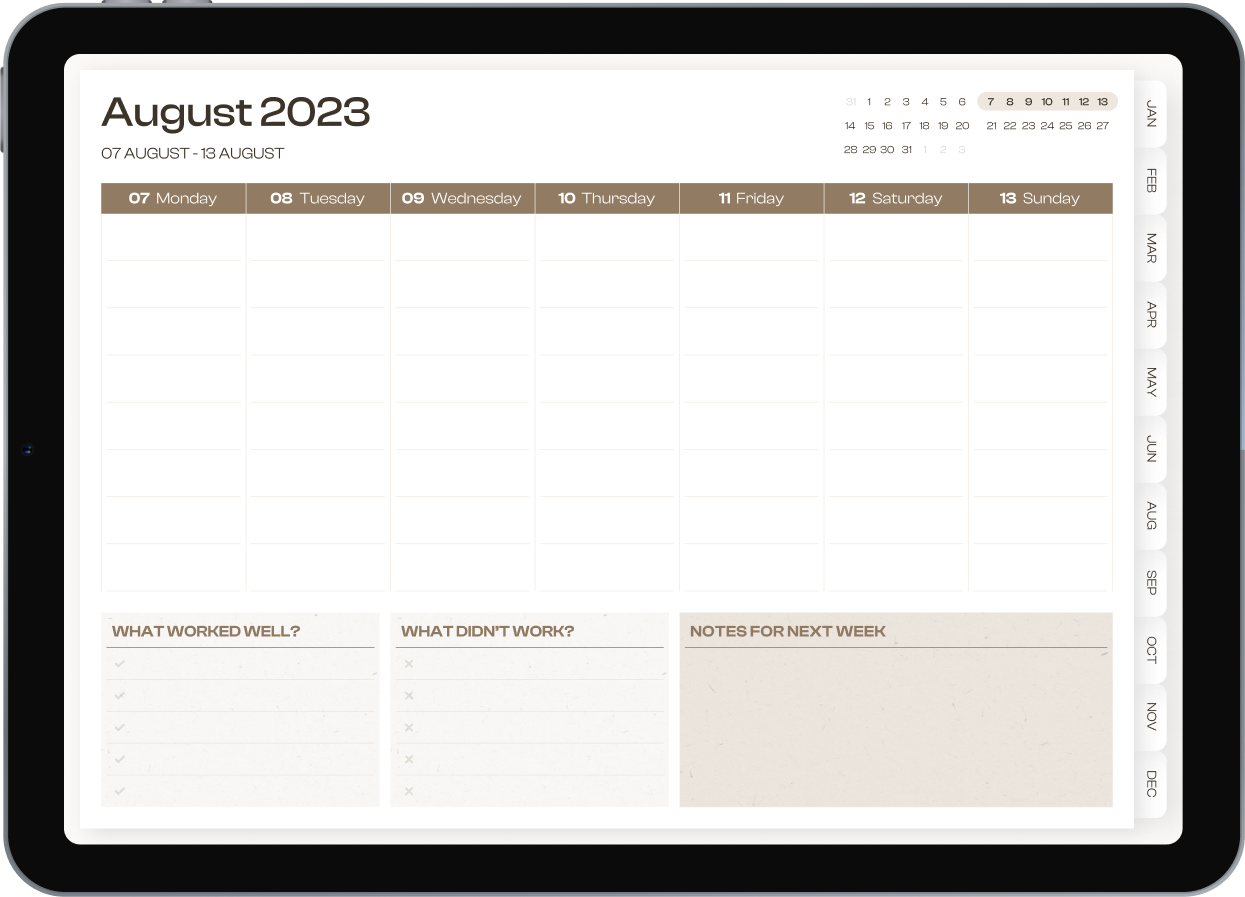 August 2023
07 AUGUST - 13 AUGUST
31 1 2 3 4 5 6 7 8 9 10 11 12 13
14 15 16 17 18 19 20 21 22 23 24 25 26 27
28 29 30 31 1 2 3
07 Monday 08 Tuesday 09 Wednesday 10 Thursday 11 Friday 12 Saturday 13 Sunday
WHAT WORKED WELL?
WHAT DIDN'T WORK?
NOTES FOR NEXT WEEK
JAN
FEB
MAR
APR
MAY
JUN
AUG
SEP
OCT
NOV
DEC